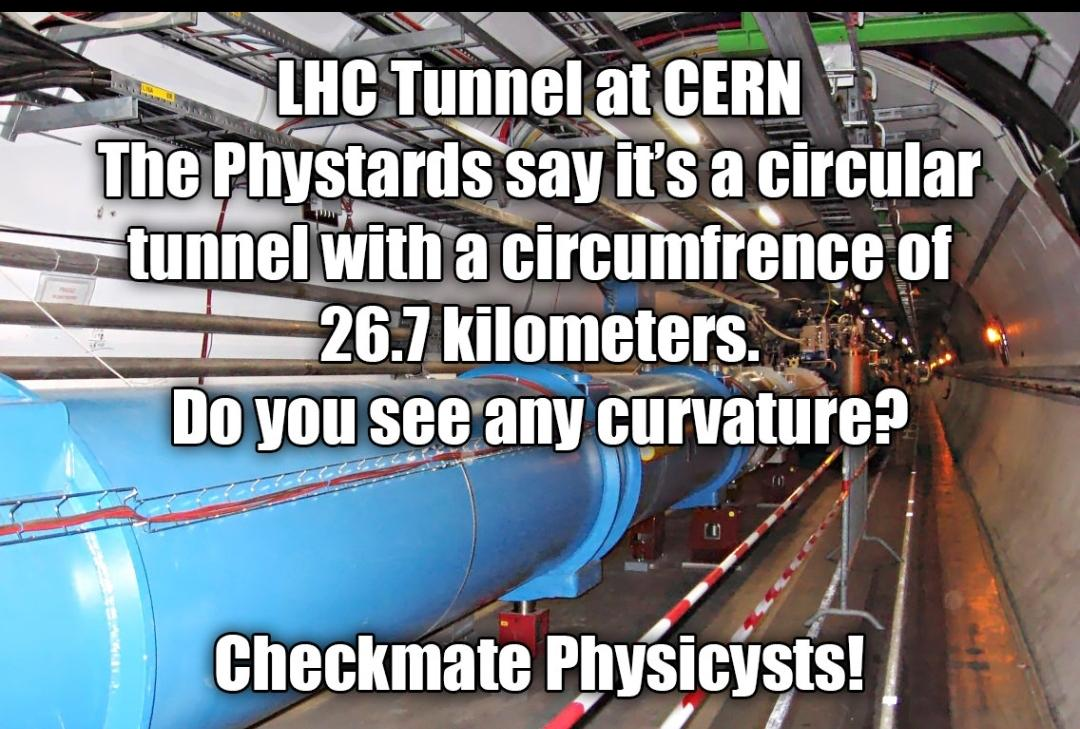 LHC Tunnel at CERN
The Phystards say it’s a circular
tunnel with a circumfrence of
26.7 kilometers.
Do you see any curvature?
Checkmate Physicysts!